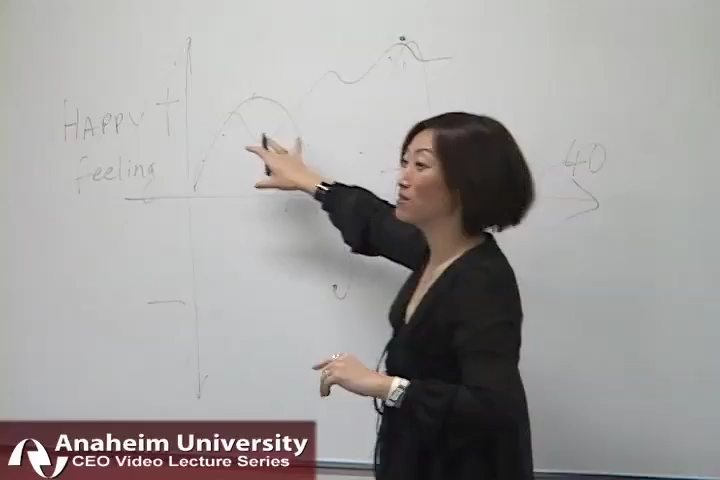 HAPPY +
feeling
40
Anaheim University
CEO Video Lecture Series